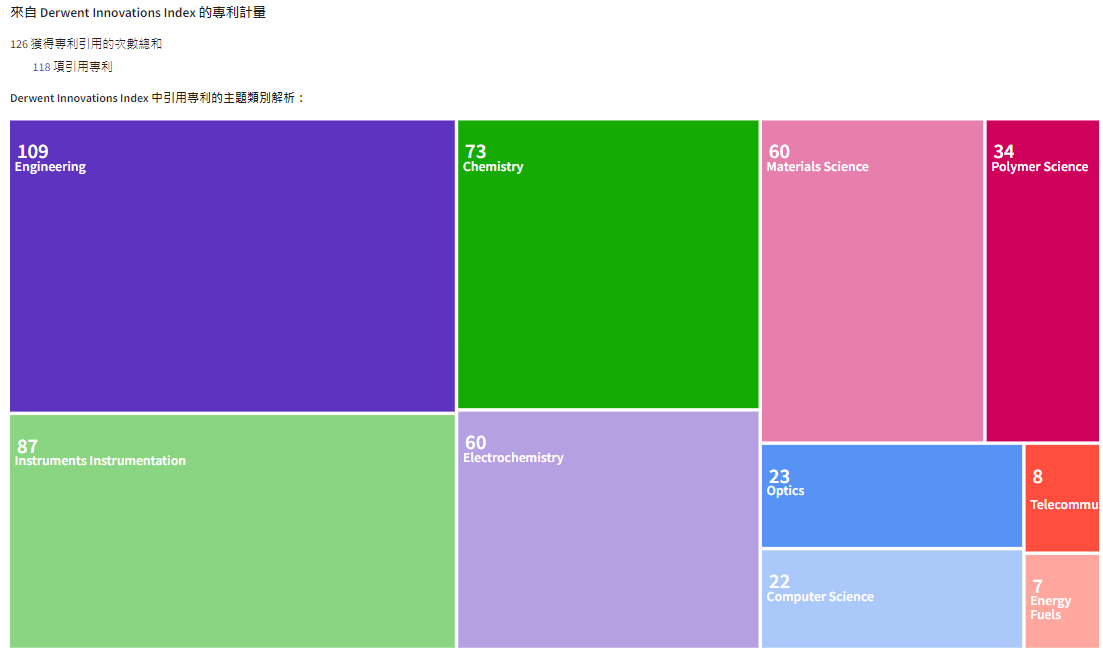 來自 Derwent Innovations Index 的專利計量
126 獲得專利引用的次數總和
118 項引用專利
Derwent Innovations Index 中引用專利的主題類別解析：
109
Engineering
73
Chemistry
60
Materials Science
34
Polymer Science
87
Instruments Instrumentation
60
Electrochemistry
23
Optics
8
Telecommu
22
Computer Science
7
Energy
Fuels